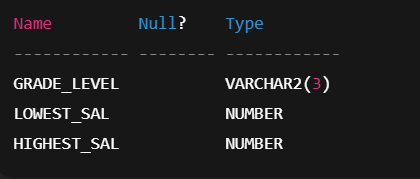 Name Null? Type
------------ -------- ------------
GRADE_LEVEL VARCHAR2(3)
LOWEST_SAL NUMBER
HIGHEST_SAL NUMBER